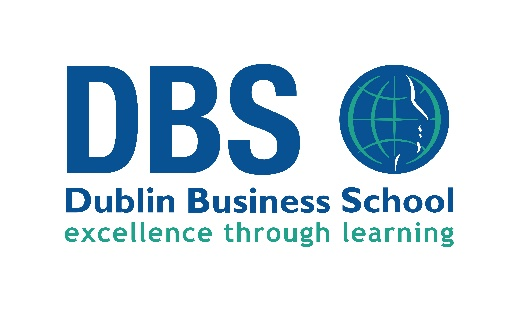 DBS
Dublin Business School
excellence through learning